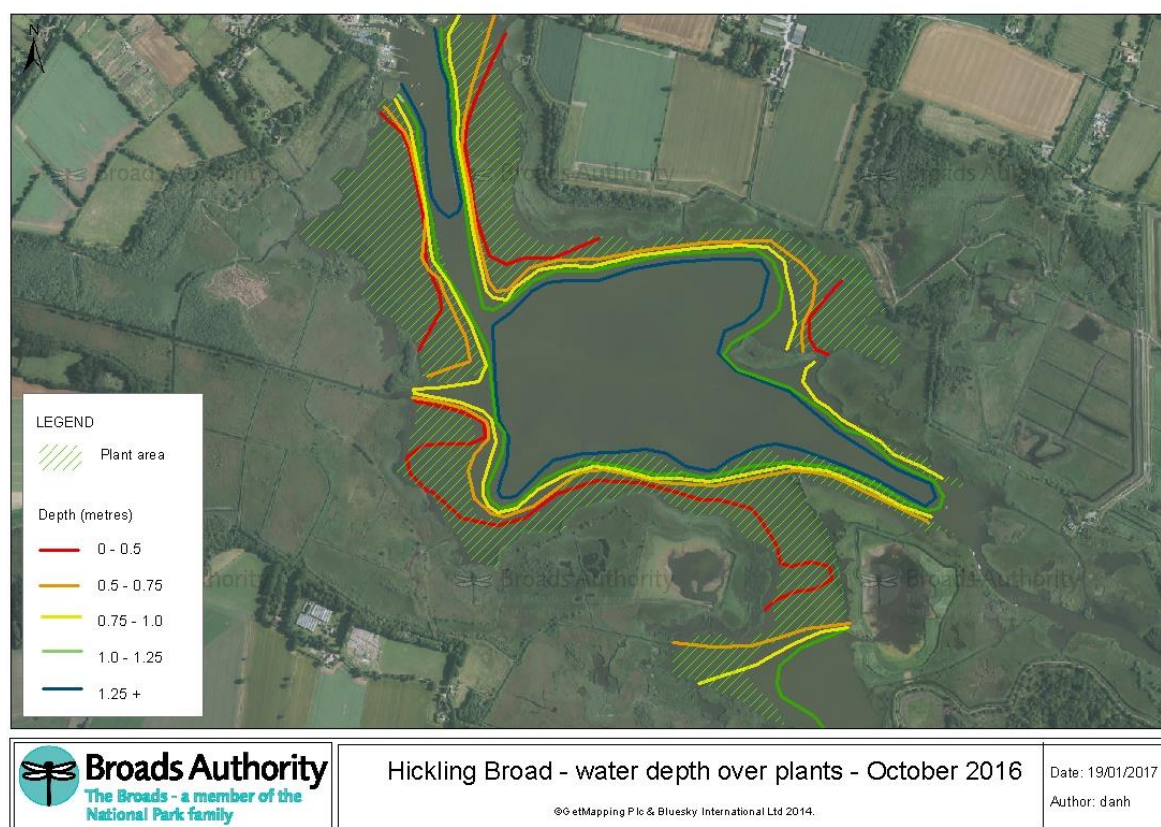 N
Broads Authority
Broads Authority
Broads Authority
LEGEND
Plant area
Depth (metres)
0 - 0.5
0.5 - 0.75
0.75 - 1.0
1.0 - 1.25
1.25 +
Authority
Broads Authority
Broads Authority
Broads Authority
The Broads - a member of the
National Park family
Hickling Broad - water depth over plants - October 2016
©GetMapping Plc & Bluesky International Ltd 2014.
Date: 19/01/2017
Author: danh